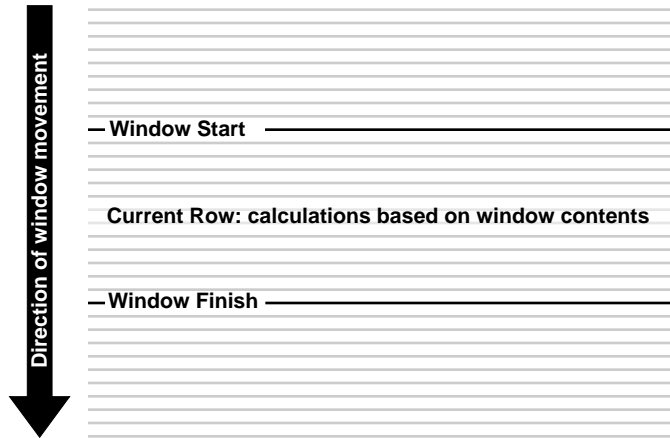 Direction of window movement
Window Start
Current Row: calculations based on window contents
Window Finish